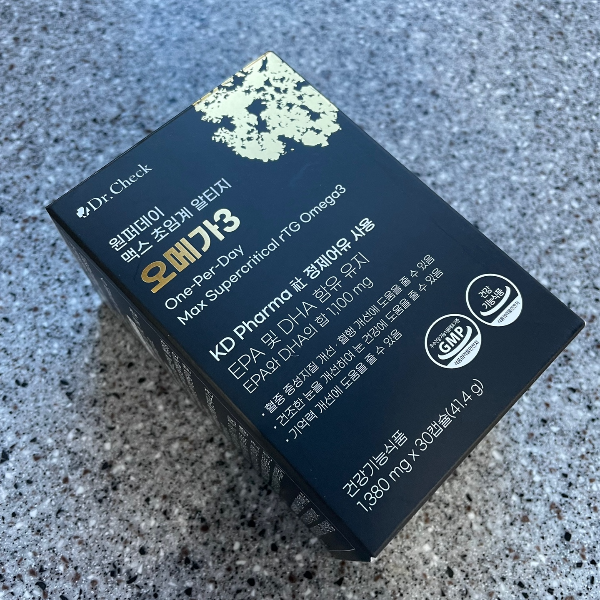 Dr.Check
원퍼데이
맥스 초임계 알티지
오메가3
One-Per-Day
Max Supercritical rTG Omega3
KD Pharma 社 정제어유 사용
EPA 및 DHA 함유 유지
EPA와 DHA의 합 1,100 mg
· 혈중 중성지질 개선 · 혈행 개선에 도움을 줄 수 있음
· 건조한 눈을 개선하여 눈 건강에 도움을 줄 수 있음
· 기억력 개선에 도움을 줄 수 있음
GMP
건강
기능식품
건강기능식품
1,380 mg x 30캡슐(41.4 g)